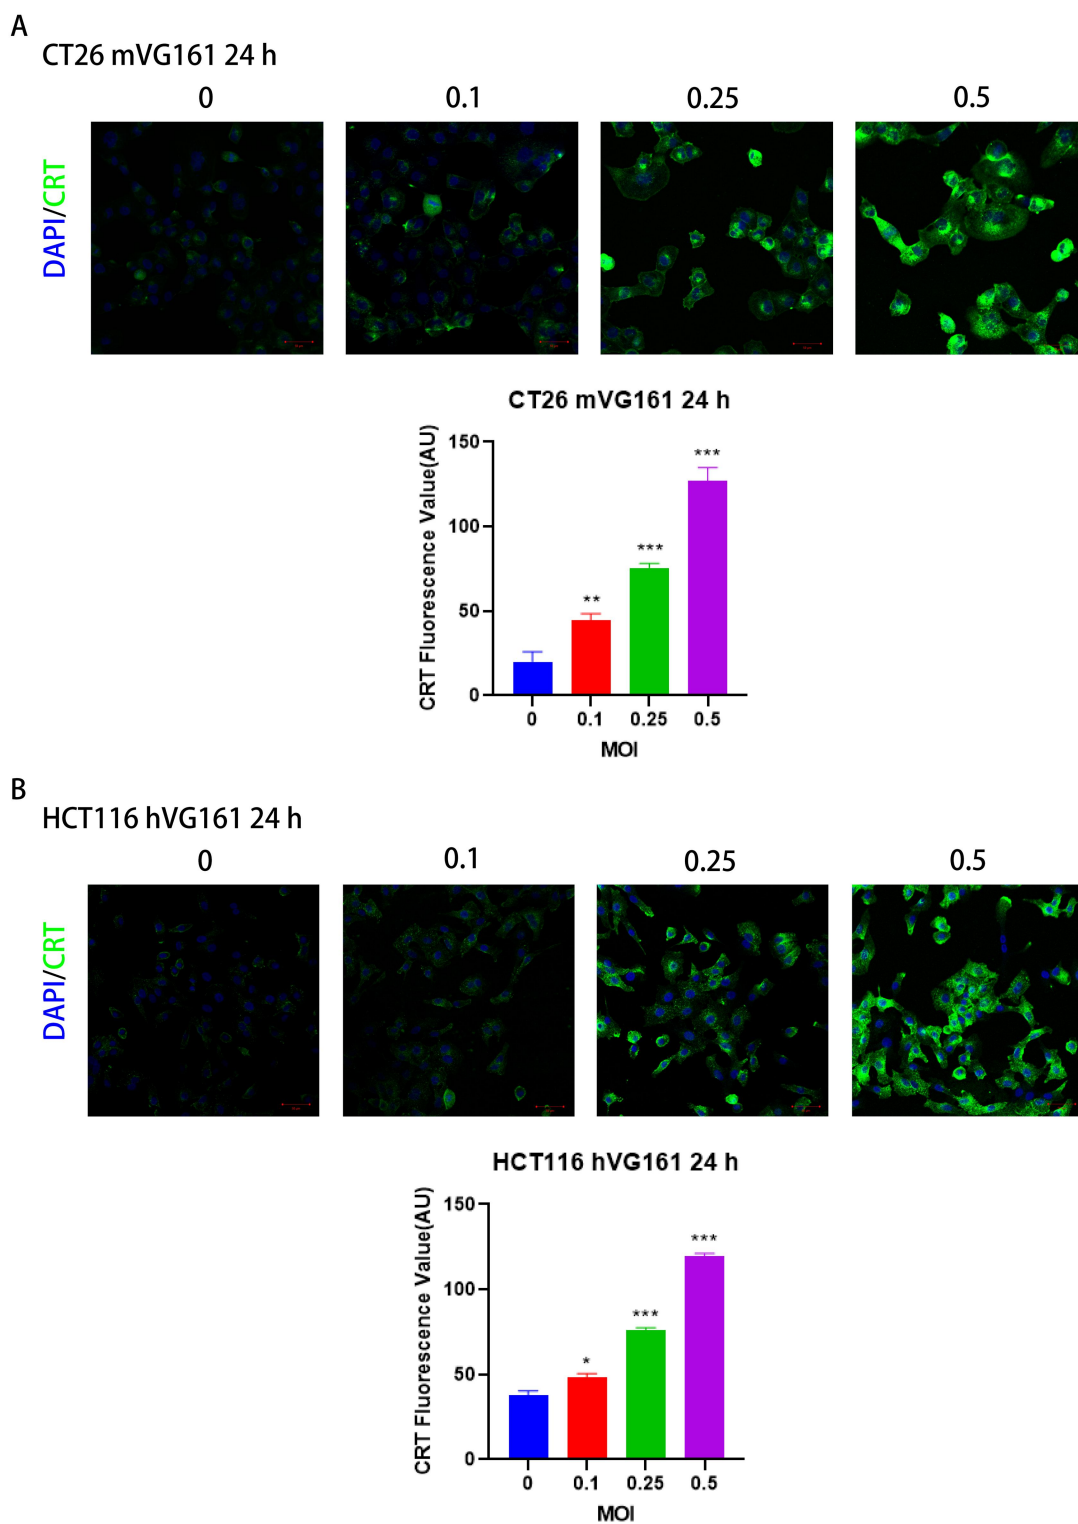 A
CT26 mVG161 24 h
0 0.1 0.25 0.5
DAPI/CRT
CT26 mVG161 24 h
CRT Fluorescence Value(AU)
150
100
50
0
**
***
***
0 0.1 0.25 0.5
MOI
B
HCT116 hVG161 24 h
0 0.1 0.25 0.5
DAPI/CRT
HCT116 hVG161 24 h
CRT Fluorescence Value(AU)
150
100
50
0
*
***
***
0 0.1 0.25 0.5
MOI